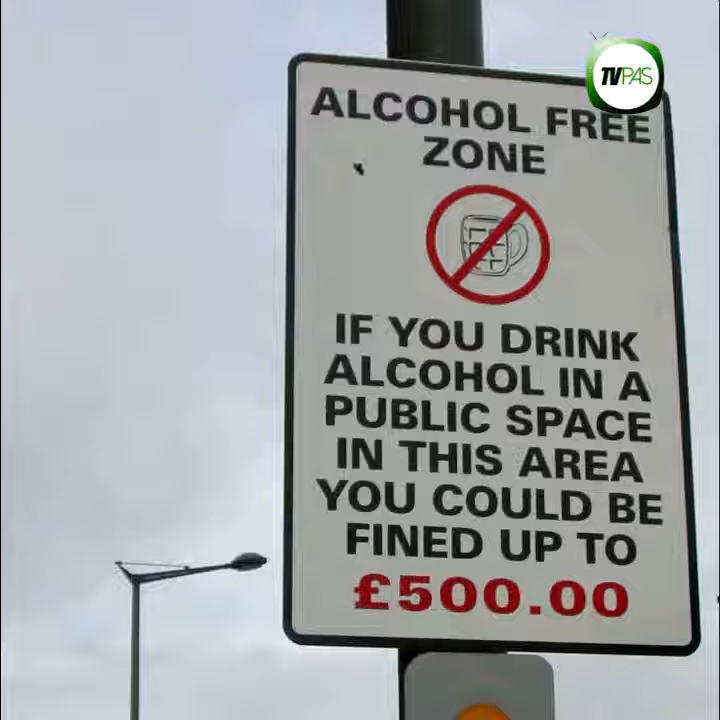 TVPAS
ALCOHOL FREE
ZONE
IF YOU DRINK
ALCOHOL IN A
PUBLIC SPACE
IN THIS AREA
YOU COULD BE
FINED UP TO
£500.00